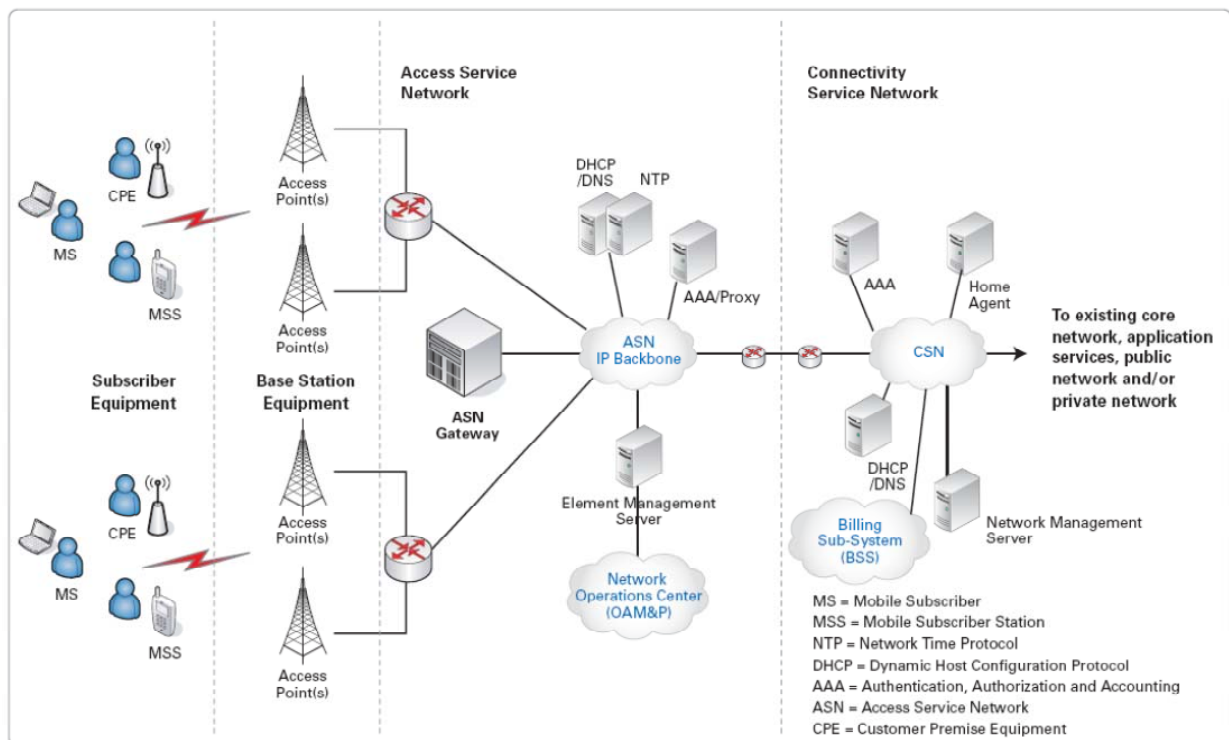 Access Service
Network
Connectivity
Service Network
DHCP
/DNS
NTP
CPE
Access
Point(s)
MS
AAA/Proxy
AAA
Home
Agent
MSS
Access
Point(s)
ASN
IP Backbone
CSN
To existing core
network, application
services, public
network and/or
private network
Subscriber
Equipment
Base Station
Equipment
ASN
Gateway
DHCP
/DNS
CPE
Access
Point(s)
Element Management
Server
Billing
Sub-System
(BSS)
Network Management
Server
MS
Network
Operations Center
(OAM&P)
MSS
Access
Point(s)
MS = Mobile Subscriber
MSS = Mobile Subscriber Station
NTP = Network Time Protocol
DHCP = Dynamic Host Configuration Protocol
AAA = Authentication, Authorization and Accounting
ASN = Access Service Network
CPE = Customer Premise Equipment